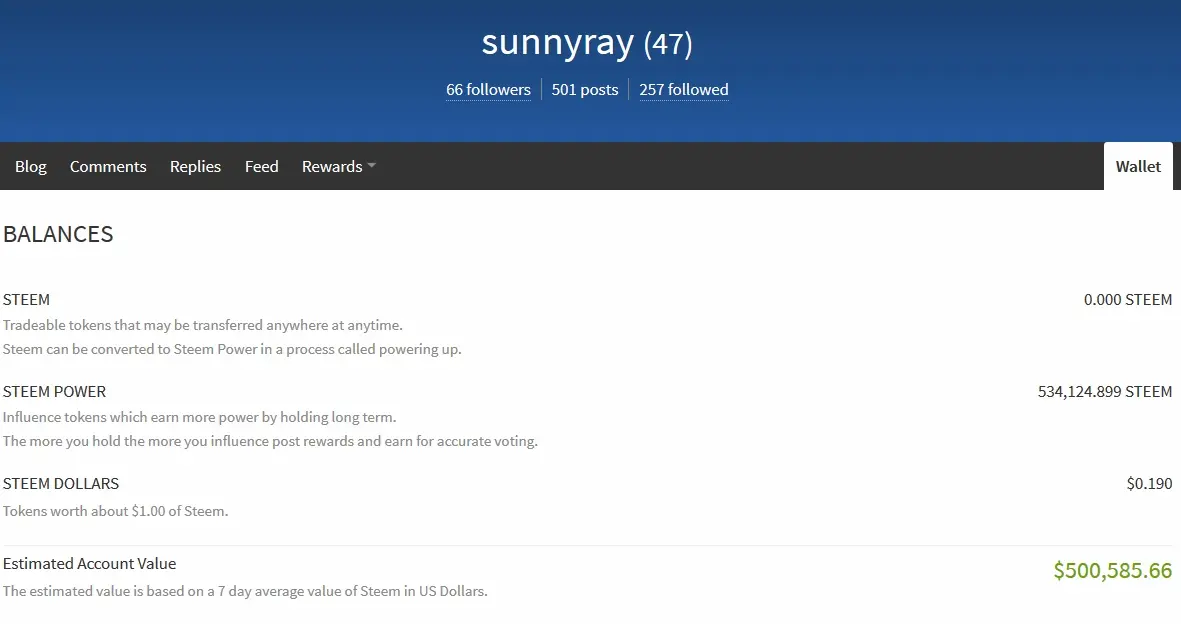 sunnyray (47)
66 followers 501 posts 257 followed
Blog Comments Replies Feed Rewards Wallet
BALANCES
STEEM 0.000 STEEM
Tradeable tokens that may be transferred anywhere at anytime.
Steem can be converted to Steem Power in a process called powering up.
STEEM POWER 534,124.899 STEEM
Influence tokens which earn more power by holding long term.
The more you hold the more you influence post rewards and earn for accurate voting.
STEEM DOLLARS $0.190
Tokens worth about $1.00 of Steem.
Estimated Account Value $500,585.66
The estimated value is based on a 7 day average value of Steem in US Dollars.